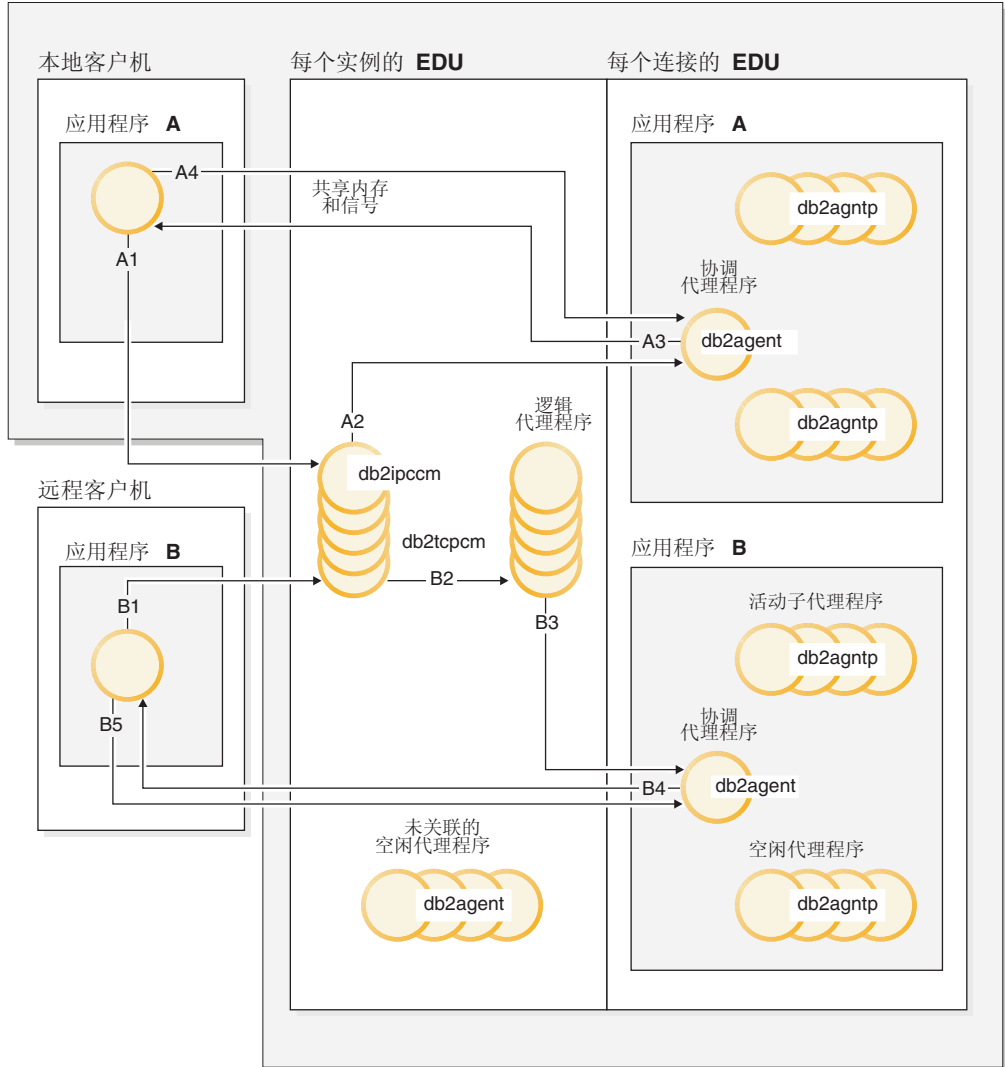 本地客户机
每个实例的 EDU
每个连接的 EDU
应用程序 A
A4
A1
共享内存
和信号
应用程序 A
db2agntp
协调
代理程序
A3
db2agent
db2agntp
A2
逻辑
代理程序
db2ipccm
db2tcpcm
B2
B3
远程客户机
应用程序 B
B1
B5
应用程序 B
活动子代理程序
db2agntp
协调
代理程序
B4
db2agent
未关联的
空闲代理程序
db2agent
空闲代理程序
db2agntp